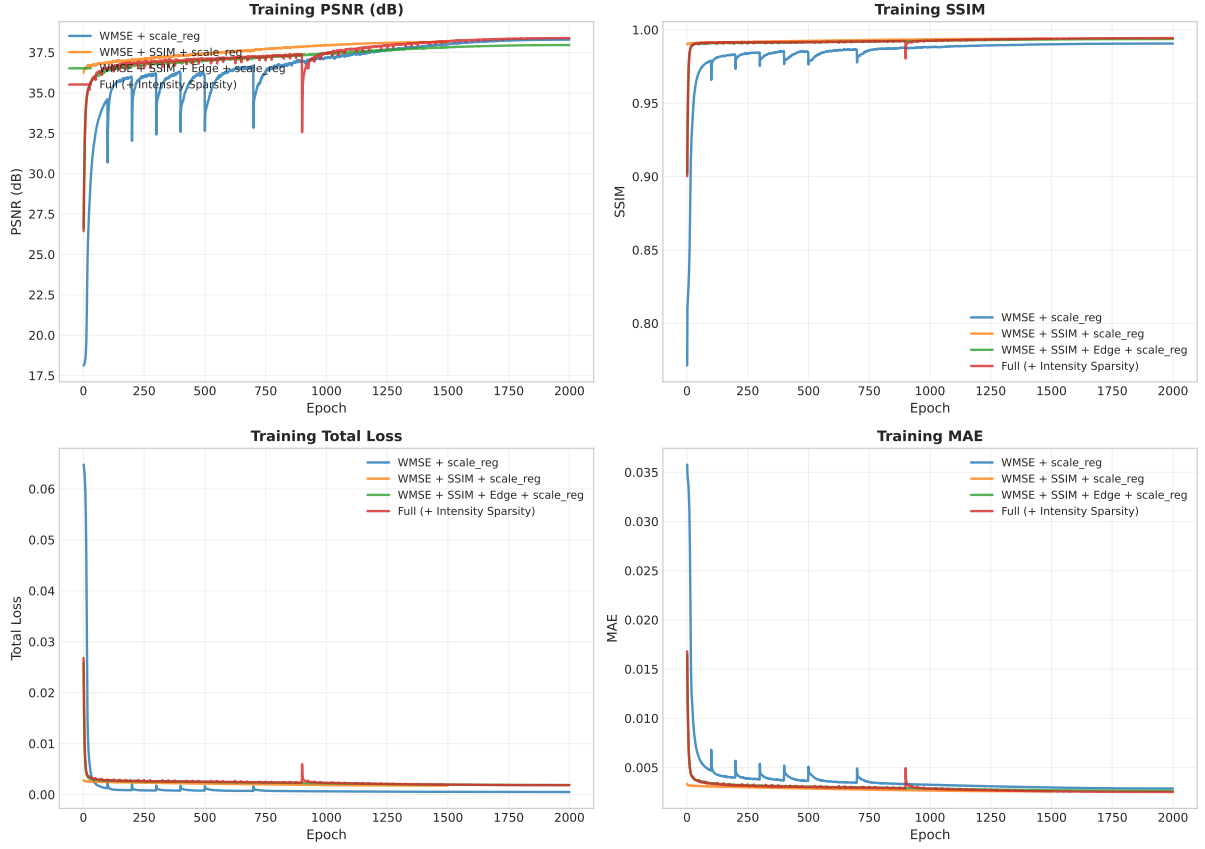 Training PSNR (dB)
37.5
35.0
32.5
30.0
27.5
25.0
22.5
20.0
17.5
PSNR (dB)
WMSE + scale_reg
WMSE + SSIM + scale_reg
WMSE + SSIM + Edge + scale_reg
Full (+ Intensity Sparsity)
0 250 500 750 1000 1250 1500 1750 2000
Epoch
Training SSIM
1.00
0.95
0.90
0.85
0.80
SSIM
WMSE + scale_reg
WMSE + SSIM + scale_reg
WMSE + SSIM + Edge + scale_reg
Full (+ Intensity Sparsity)
0 250 500 750 1000 1250 1500 1750 2000
Epoch
Training Total Loss
0.06
0.05
0.04
0.03
0.02
0.01
0.00
Total Loss
WMSE + scale_reg
WMSE + SSIM + scale_reg
WMSE + SSIM + Edge + scale_reg
Full (+ Intensity Sparsity)
0 250 500 750 1000 1250 1500 1750 2000
Epoch
Training MAE
0.035
0.030
0.025
0.020
0.015
0.010
0.005
MAE
WMSE + scale_reg
WMSE + SSIM + scale_reg
WMSE + SSIM + Edge + scale_reg
Full (+ Intensity Sparsity)
0 250 500 750 1000 1250 1500 1750 2000
Epoch